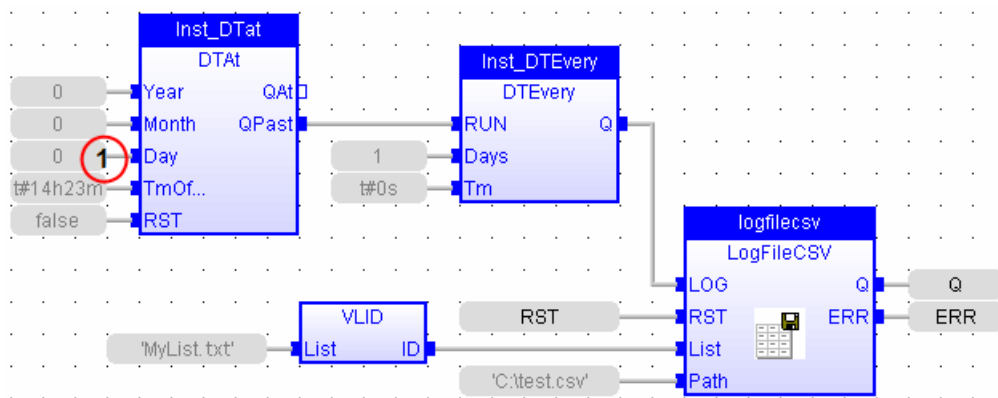 Inst_DTat
DTAt
0 Year QAt
0 Month QPast
0 1 Day
t#14h23m TmOf...
false RST
Inst_DTEvery
DTEvery
RUN Q
1 Days
t#0s Tm
logfilecsv
LogFileCSV
LOG Q Q
RST RST ERR ERR
List
'C:\test.csv' Path
VLID
'MyList.txt' List ID